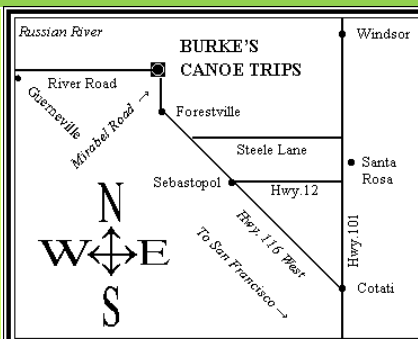 Russian River
Windsor
BURKE'S
CANOE TRIPS
River Road
Guerneville
Mirabel Road →
Forestville
Steele Lane
Santa
Rosa
Sebastopol
Hwy.12
Hwy. 116 West
Hwy.101
To San Francisco →
Cotati
N
W E
S